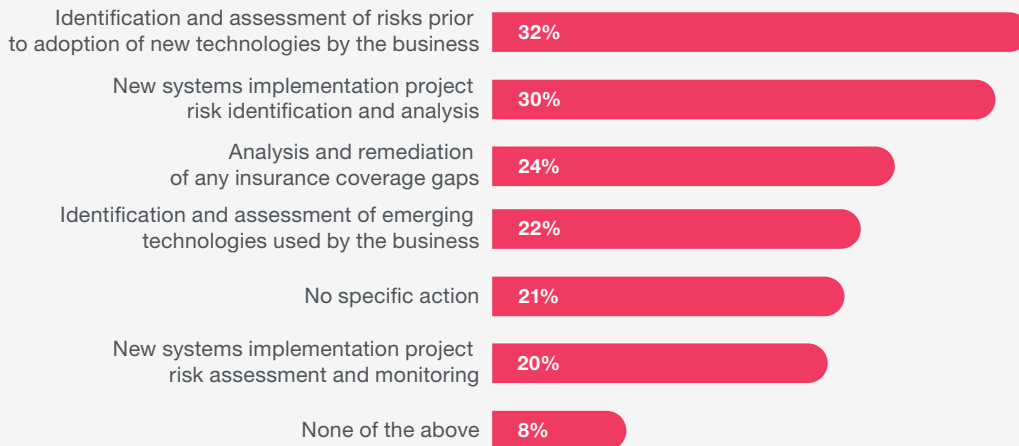 Identification and assessment of risks prior
to adoption of new technologies by the business
32%
New systems implementation project
risk identification and analysis
30%
Analysis and remediation
of any insurance coverage gaps
24%
Identification and assessment of emerging
technologies used by the business
22%
No specific action
21%
New systems implementation project
risk assessment and monitoring
20%
None of the above
8%